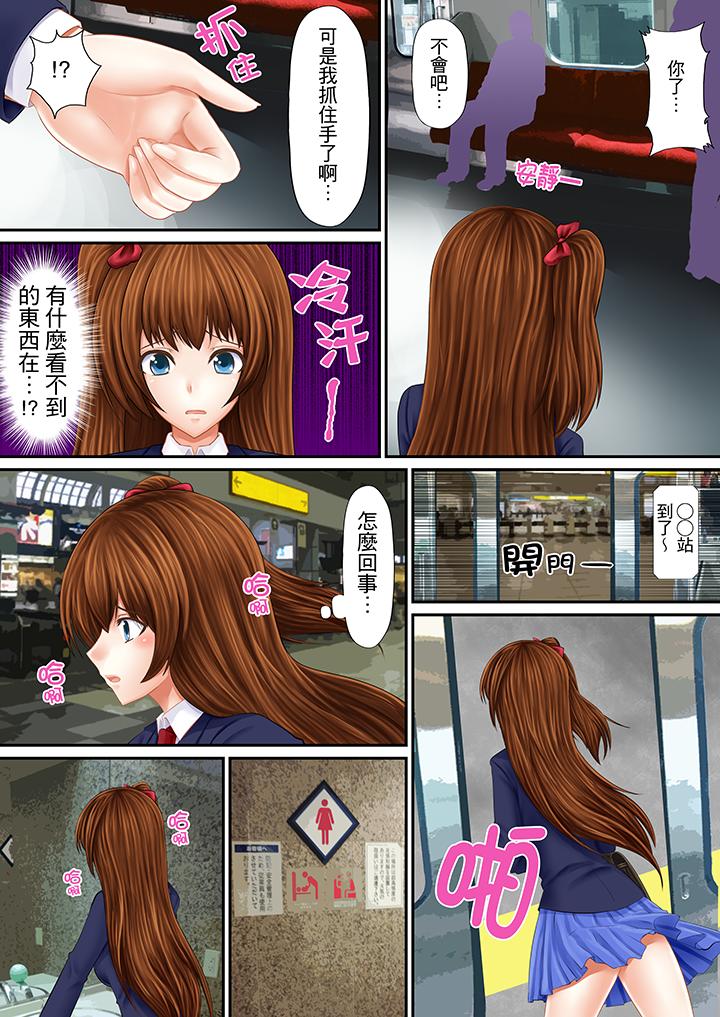 你了…
不會吧…
安靜—
可是我抓住手了啊…
抓住
!?
冷汗—
有什麼看不到
的東西在…!?
〇〇站
到了～
開門—
怎麼回事…
哈啊
哈啊
啪
哈啊
哈啊